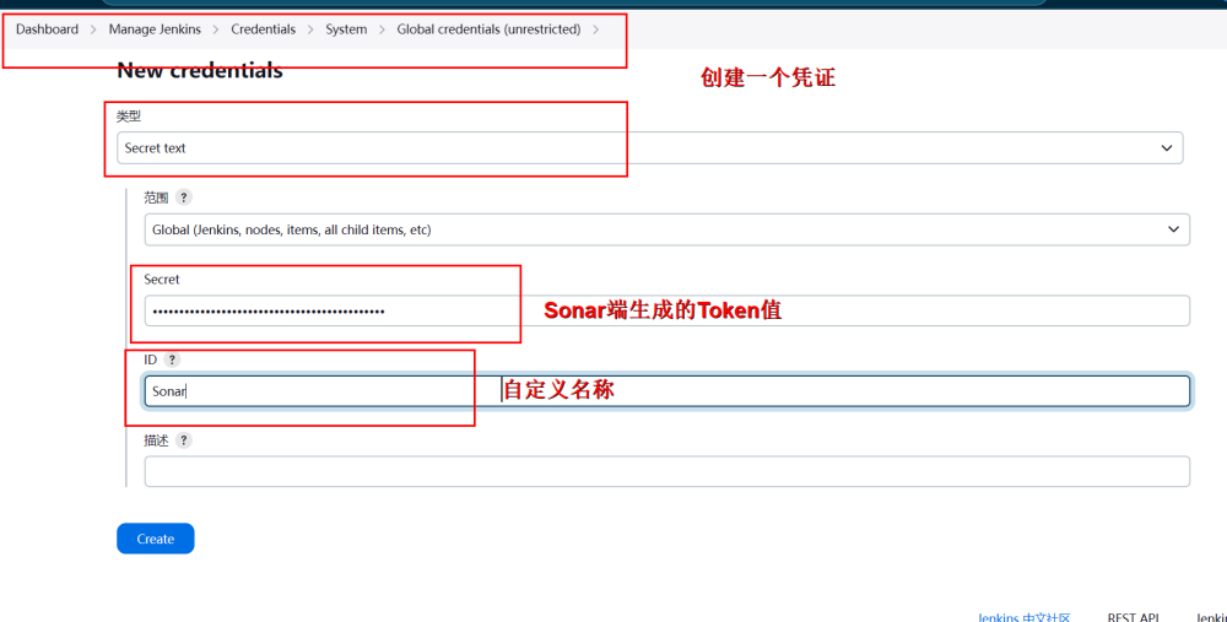 Dashboard > Manage Jenkins > Credentials > System > Global credentials (unrestricted) >
New credentials
创建一个凭证
类型
Secret text
范围 ?
Global (Jenkins, nodes, items, all child items, etc)
Secret
Sonar端生成的Token值
ID ?
Sonar
自定义名称
描述 ?
Create
Jenkins 中文社区 REST API